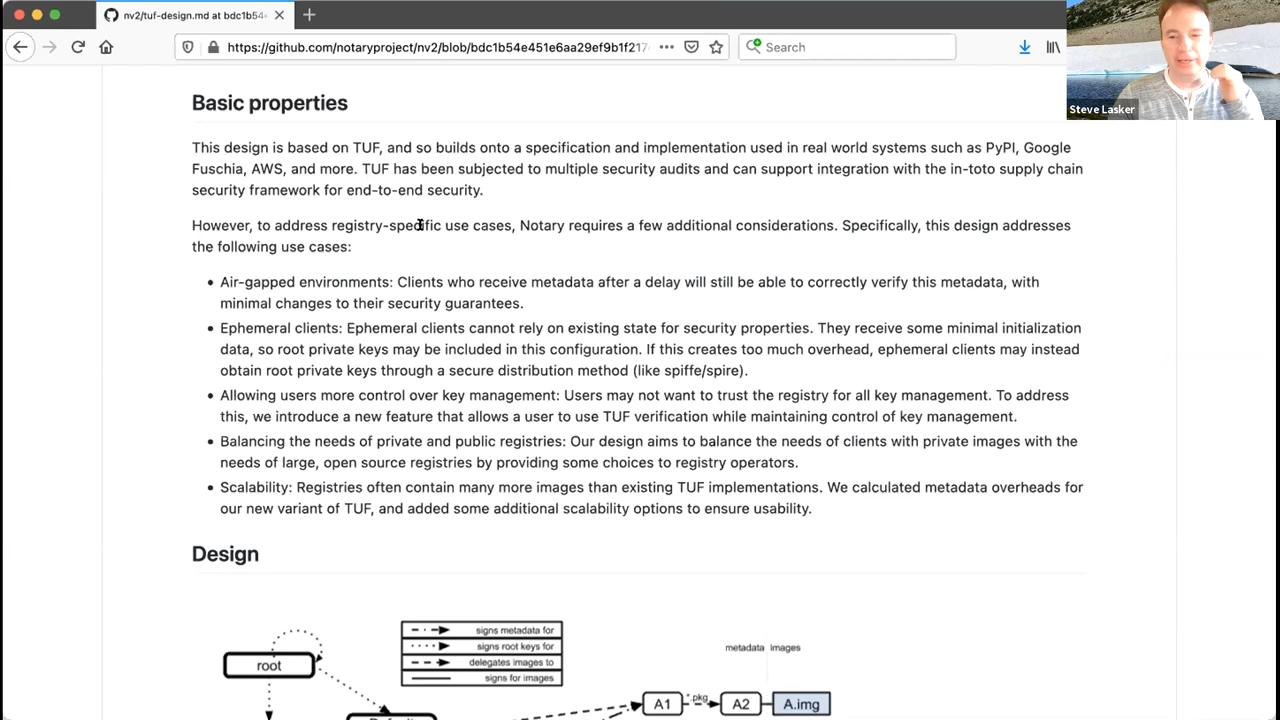 nv2/tuf-design.md at bdc1b54
https://github.com/notaryproject/nv2/blob/bdc1b54e451e6aa29ef9b1f217
Search
Steve Lasker
Basic properties
This design is based on TUF, and so builds onto a specification and implementation used in real world systems such as PyPI, Google
Fuschia, AWS, and more. TUF has been subjected to multiple security audits and can support integration with the in-toto supply chain
security framework for end-to-end security.
However, to address registry-specific use cases, Notary requires a few additional considerations. Specifically, this design addresses
the following use cases:
• Air-gapped environments: Clients who receive metadata after a delay will still be able to correctly verify this metadata, with
minimal changes to their security guarantees.
• Ephemeral clients: Ephemeral clients cannot rely on existing state for security properties. They receive some minimal initialization
data, so root private keys may be included in this configuration. If this creates too much overhead, ephemeral clients may instead
obtain root private keys through a secure distribution method (like spiffe/spire).
• Allowing users more control over key management: Users may not want to trust the registry for all key management. To address
this, we introduce a new feature that allows a user to use TUF verification while maintaining control of key management.
• Balancing the needs of private and public registries: Our design aims to balance the needs of clients with private images with the
needs of large, open source registries by providing some choices to registry operators.
• Scalability: Registries often contain many more images than existing TUF implementations. We calculated metadata overheads for
our new variant of TUF, and added some additional scalability options to ensure usability.
Design
signs metadata for
signs root keys for
delegates images to
signs for images
metadata images
root
A1
*.pkg
A2
A.img